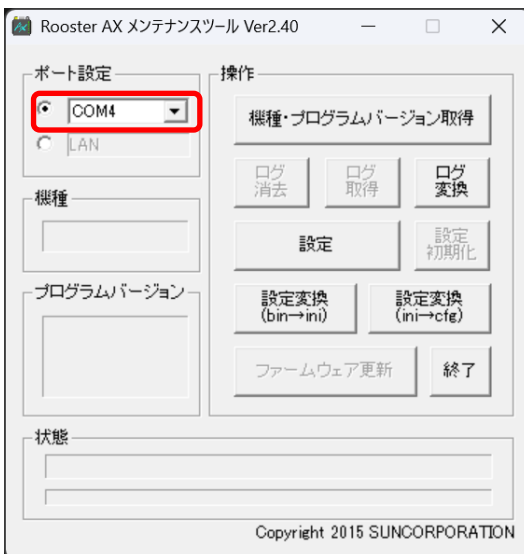 Rooster AX メンテナンスツール Ver2.40
ポート設定
COM4
LAN
機種
プログラムバージョン
操作
機種・プログラムバージョン取得
ログ
消去
ログ
取得
ログ
変換
設定
設定
初期化
設定変換
(bin→ini)
設定変換
(ini→cfg)
ファームウェア更新
終了
状態
Copyright 2015 SUNCORPORATION